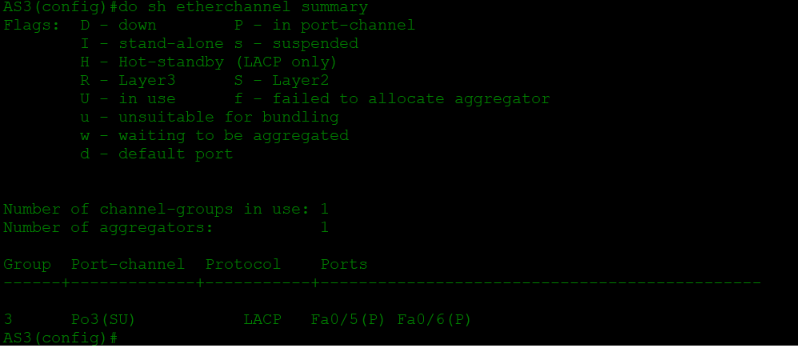 AS3(config)#do sh etherchannel summary
Flags:  D - down        P - in port-channel
        I - stand-alone s - suspended
        H - Hot-standby (LACP only)
        R - Layer3      S - Layer2
        U - in use      f - failed to allocate aggregator
        u - unsuitable for bundling
        w - waiting to be aggregated
        d - default port
Number of channel-groups in use: 1
Number of aggregators:           1
Group  Port-channel  Protocol    Ports
------+-------------+-----------+----------------------------------------------
3      Po3(SU)           LACP   Fa0/5(P) Fa0/6(P)
AS3(config)#